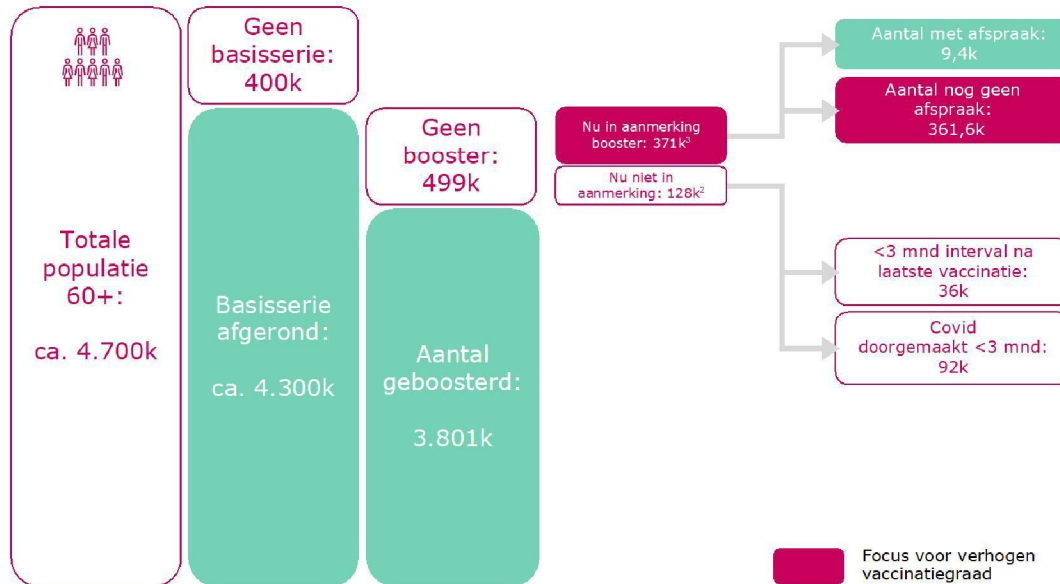 Totale
populatie
60+:
ca. 4.700k
Geen
basisserie:
400k
Basisserie
afgerond:
ca. 4.300k
Geen
booster:
499k
Aantal
geboosterd:
3.801k
Nu in aanmerking
booster: 371k³
Nu niet in
aanmerking: 128k²
Aantal met afspraak:
9,4k
Aantal nog geen
afspraak:
361,6k
<3 mnd interval na
laatste vaccinatie:
36k
Covid
doorgemaakt <3 mnd:
92k
Focus voor verhogen
vaccinatiegraad